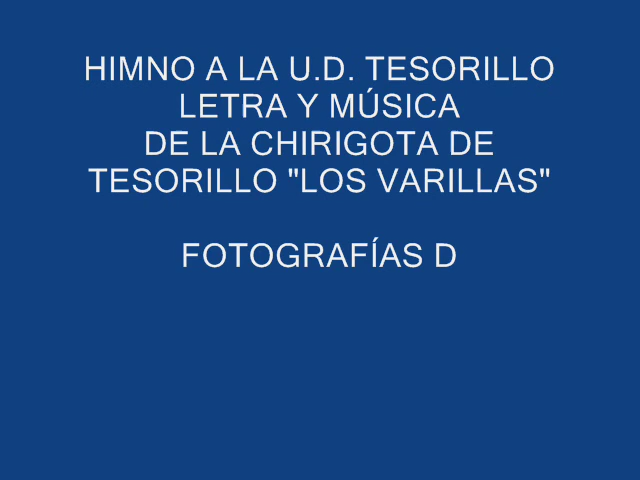 HIMNO A LA U.D. TESORILLO
LETRA Y MÚSICA
DE LA CHIRIGOTA DE
TESORILLO "LOS VARILLAS"
FOTOGRAFÍAS D